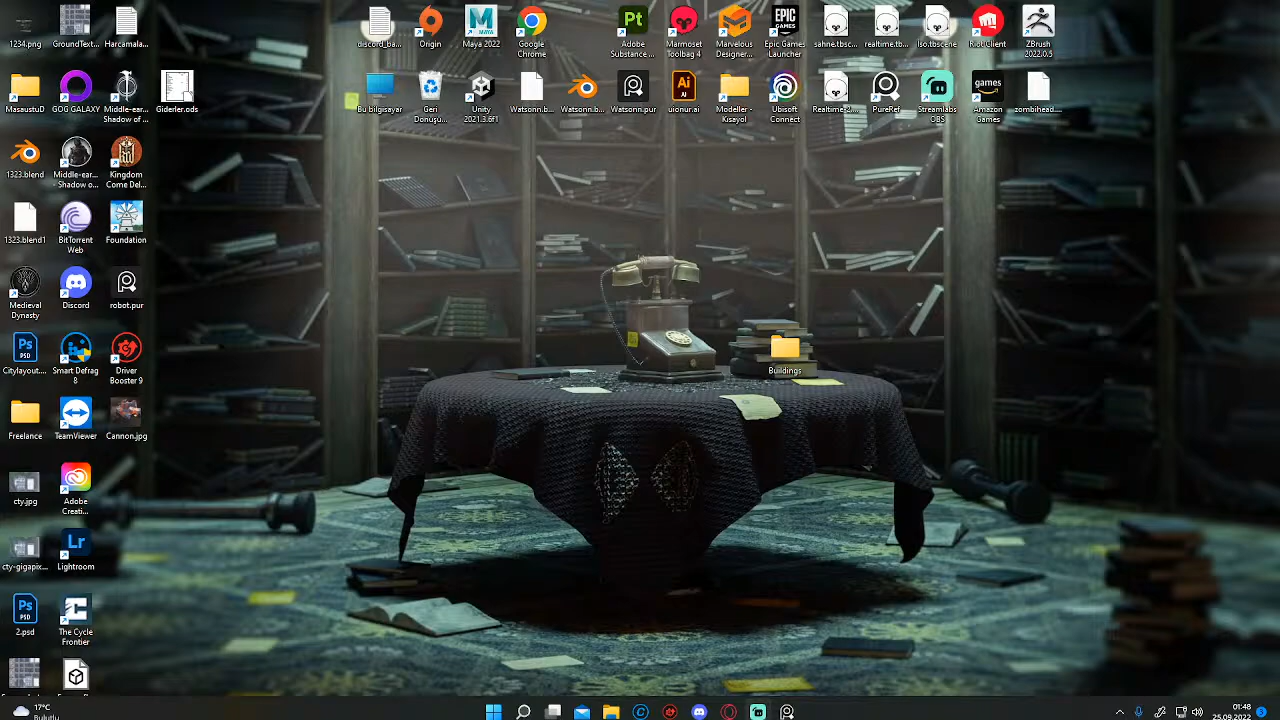 1234.png
GroundText...
Harcamala...
discord_ba...
Origin
Maya 2022
Google
Chrome
Adobe
Substance ...
Marmoset
Toolbag 4
Marvelous
Designer...
Epic Games
Launcher
sahne.tbsc...
realtime.tb...
Iso.tbscene
Riot Client
ZBrush
2022.0.5
MasaustuD
GOG GALAXY
Middle-ear...
Shadow of ...
Giderler.ods
Bu bilgisayar
Geri
Dönüşü...
Unity
2021.3.6f1
Watsonn.b...
Watsonn.b...
Watsonn.pur
uionur.ai
Modeller -
Kısayol
Ubisoft
Connect
Realtime-2...
PureRef
Streamlabs
OBS
Amazon
Games
zombihead....
1323.blend
Middle-ear...
- Shadow o...
Kingdom
Come Del...
1323.blend1
BitTorrent
Web
Foundation
Medieval
Dynasty
Discord
robot.pur
Citylayout....
Smart Defrag
8
Driver
Booster 9
Buildings
Freelance
TeamViewer
Cannon.jpg
cty.jpg
Adobe
Creati...
cty-gigapix...
Lightroom
2.psd
The Cycle
Frontier
17°C
Bulutlu
01:48
25.09.2022